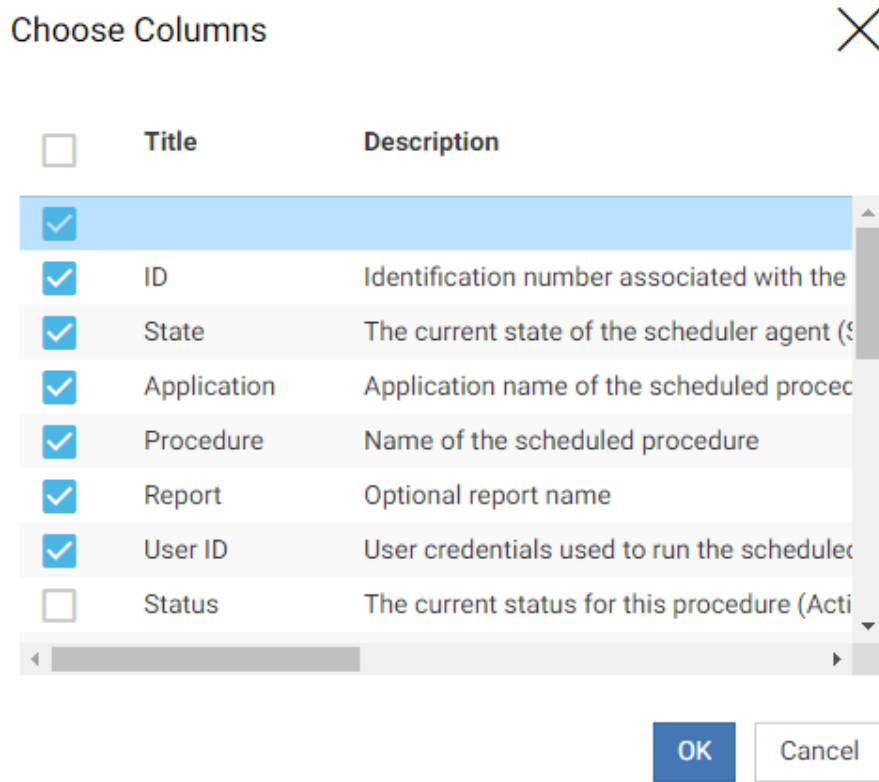 Choose Columns
Title Description
ID Identification number associated with the
State The current state of the scheduler agent (
Application Application name of the scheduled proced
Procedure Name of the scheduled procedure
Report Optional report name
User ID User credentials used to run the scheduled
Status The current status for this procedure (Acti
OK Cancel